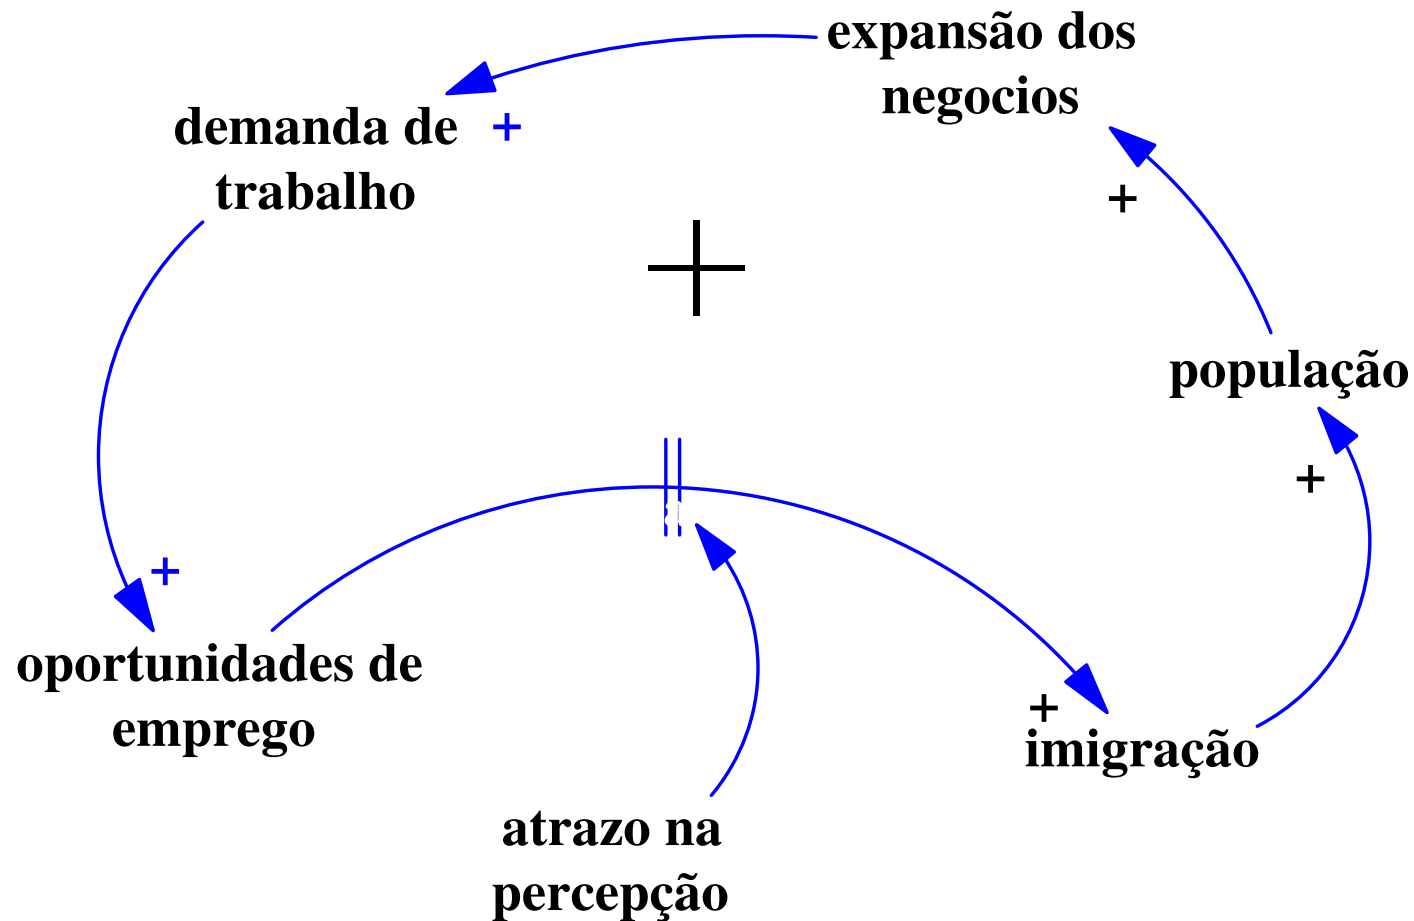 expansão dos
negocios
demanda de +
trabalho
+
+
população
+
+
oportunidades de
emprego
+
imigração
atrazo na
percepção